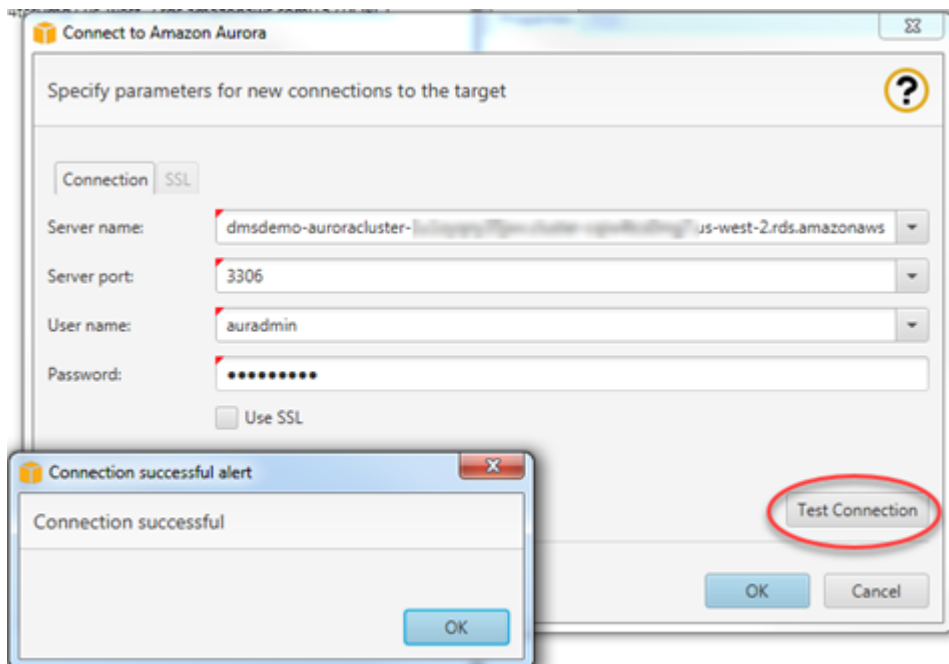 Connect to Amazon Aurora
Specify parameters for new connections to the target
?
Connection SSL
Server name: dmsdemo-auroracluster- us-west-2.rds.amazonaws
Server port: 3306
User name: auradmin
Password: •••••••••
Use SSL
Connection successful alert
Connection successful
Test Connection
OK Cancel
OK